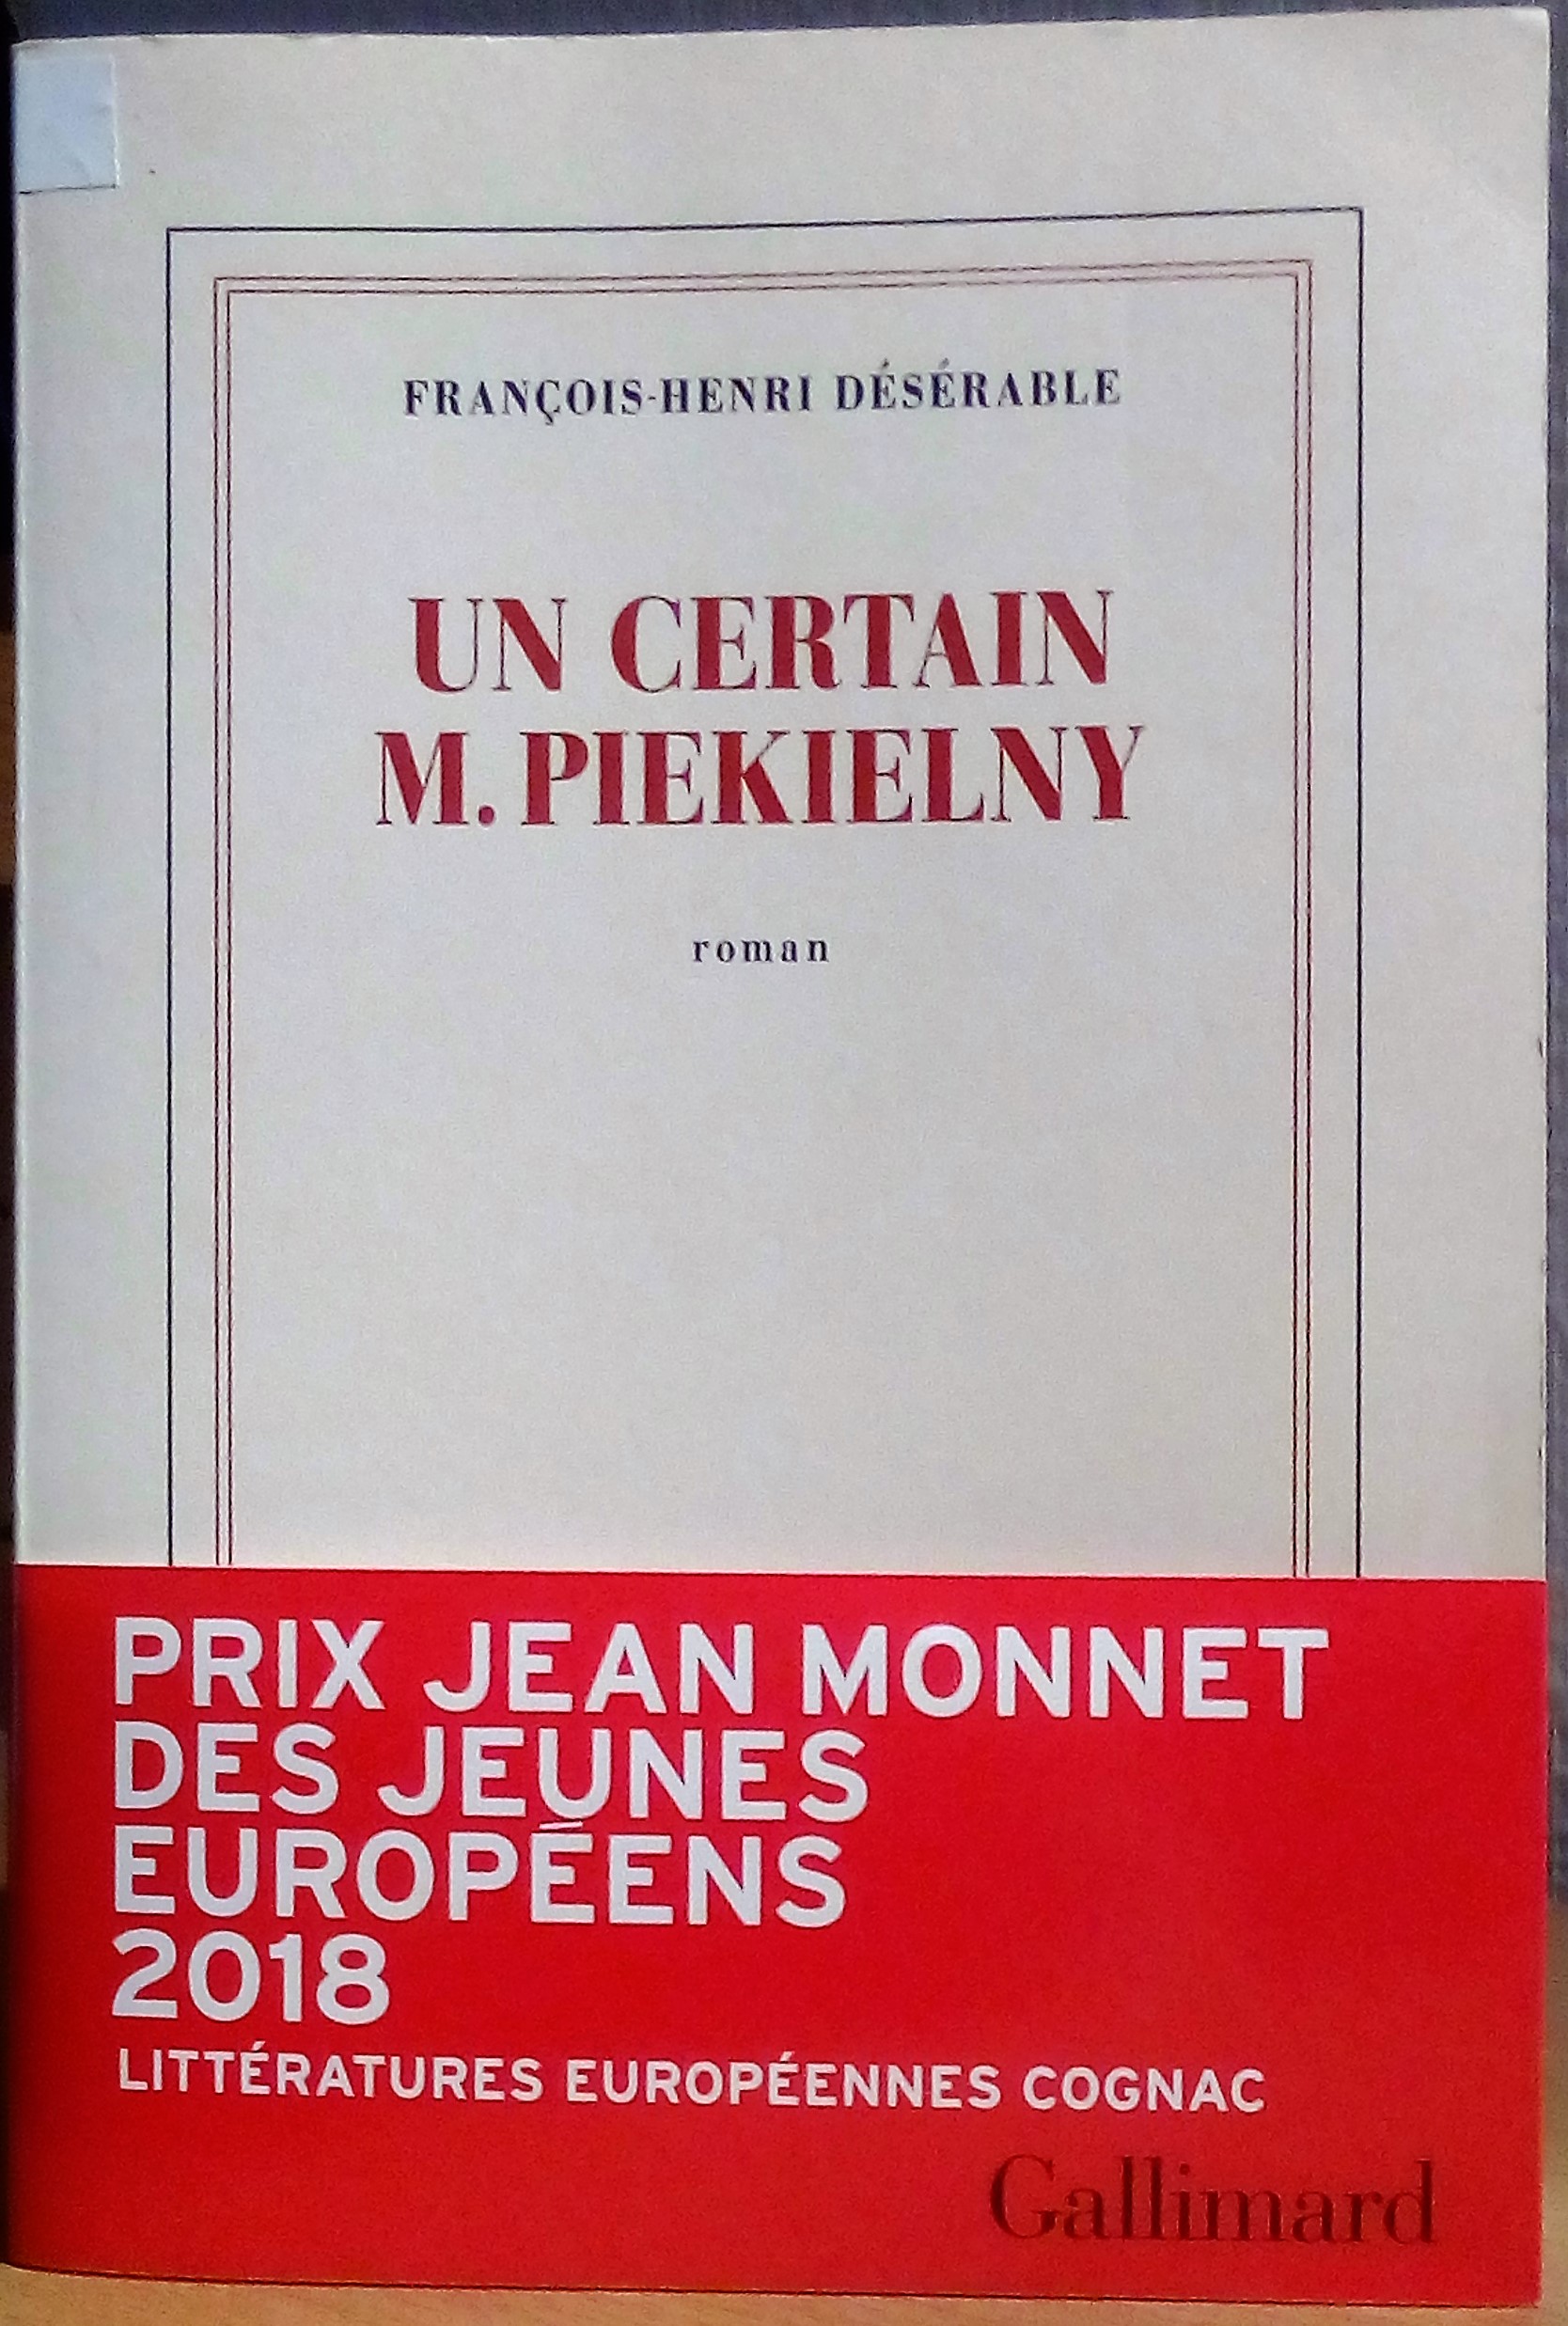 FRANÇOIS-HENRI DÉSÉRABLE
UN CERTAIN
M. PIEKIELNY
roman
PRIX JEAN MONNET
DES JEUNES
EUROPÉENS
2018
LITTÉRATURES EUROPÉENNES COGNAC
Gallimard